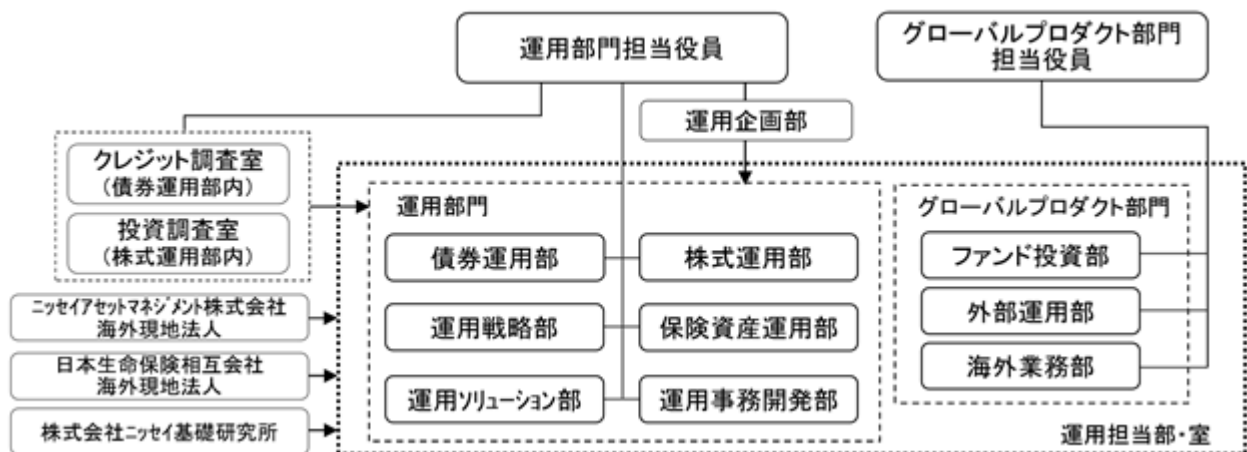 運用部門担当役員
グローバルプロダクト部門
担当役員
運用企画部
クレジット調査室
(債券運用部内)
投資調査室
(株式運用部内)
ニッセイアセットマネジメント株式会社
海外現地法人
日本生命保険相互会社
海外現地法人
株式会社ニッセイ基礎研究所
運用部門
債券運用部
株式運用部
運用戦略部
保険資産運用部
運用ソリューション部
運用事務開発部
グローバルプロダクト部門
ファンド投資部
外部運用部
海外業務部
運用担当部・室